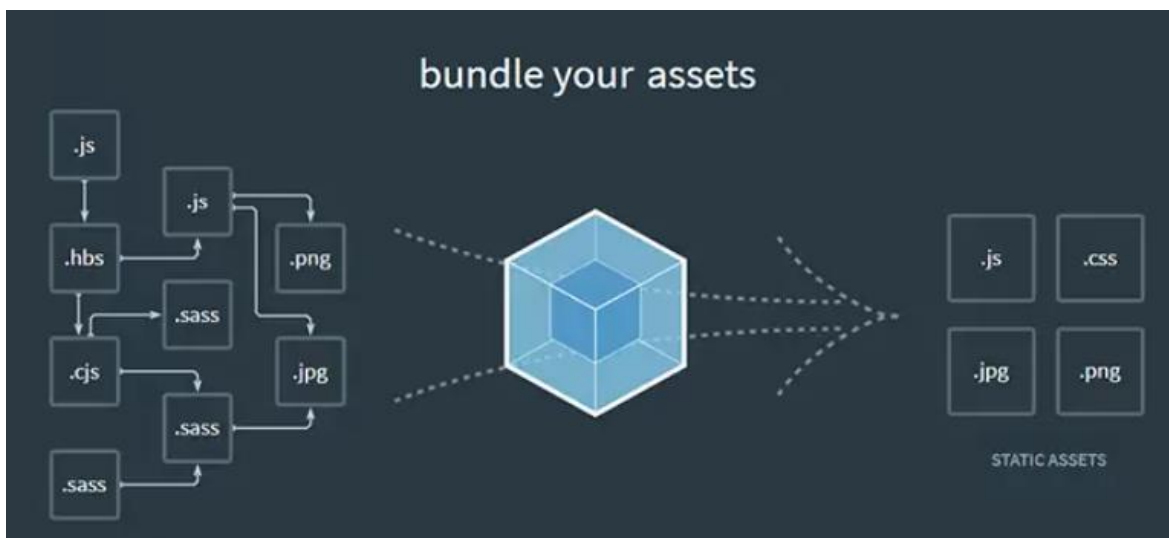 bundle your assets
.js
.js
.hbs
.png
.sass
.cjs
.jpg
.sass
.sass
.js
.css
.jpg
.png
STATIC ASSETS